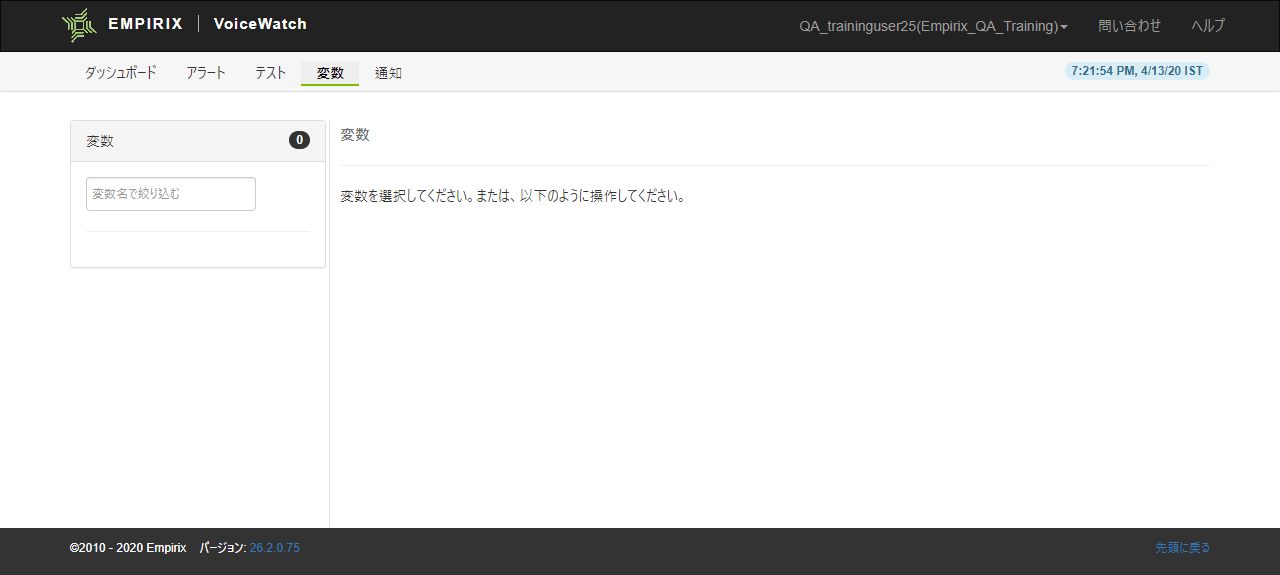 EMPIRIX | VoiceWatch
QA_traininguser25(Empirix_QA_Training) 問い合わせ ヘルプ
ダッシュボード アラート テスト 変数 通知
7:21:54 PM, 4/13/20 IST
変数 0
変数名で絞り込む
変数
変数を選択してください。または、以下のように操作してください。
©2010 - 2020 Empirix バージョン: 26.2.0.75
先頭に戻る